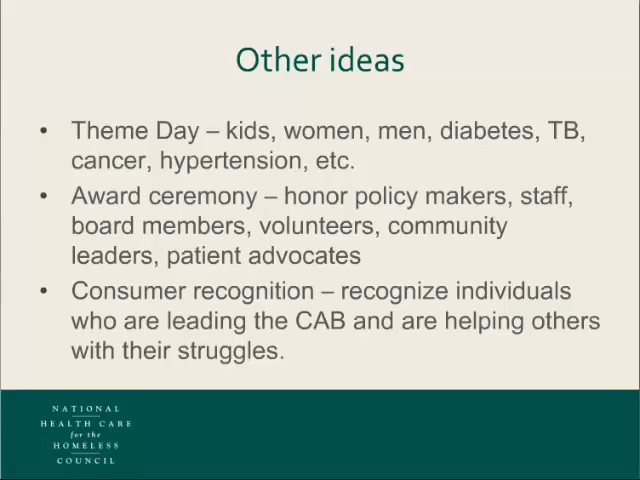 Other ideas
• Theme Day – kids, women, men, diabetes, TB,
cancer, hypertension, etc.
• Award ceremony – honor policy makers, staff,
board members, volunteers, community
leaders, patient advocates
• Consumer recognition – recognize individuals
who are leading the CAB and are helping others
with their struggles.
NATIONAL
HEALTH CARE
for the
HOMELESS
COUNCIL